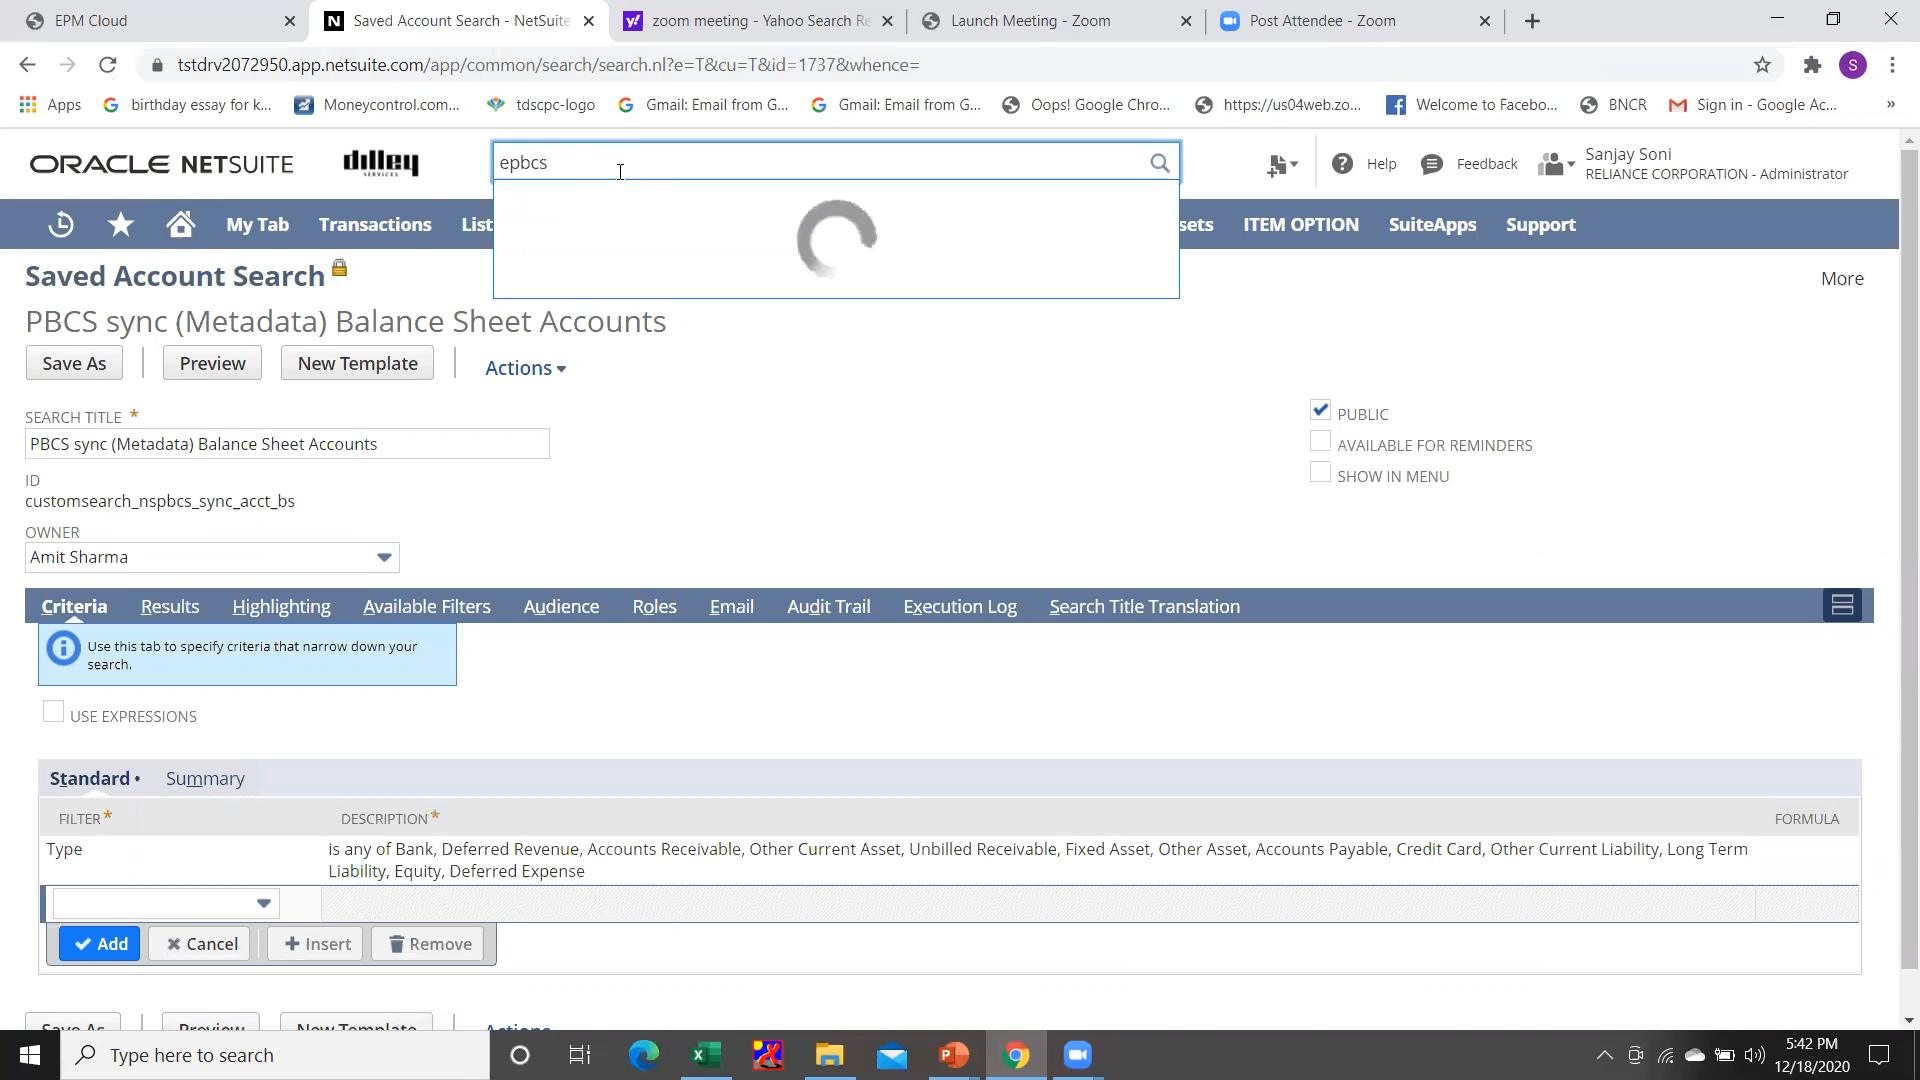 EPM Cloud
Saved Account Search - NetSuite
zoom meeting - Yahoo Search Re
Launch Meeting - Zoom
Post Attendee - Zoom
tstdrv2072950.app.netsuite.com/app/common/search/search.nl?e=T&cu=T&id=1737&whence=
S
Apps
birthday essay for k...
Moneycontrol.com...
tdscpc-logo
Gmail: Email from G...
Gmail: Email from G...
Oops! Google Chro...
https://us04web.zo...
Welcome to Facebo...
BNCR
Sign in - Google Ac...
»
ORACLE NETSUITE
dilley
SERVICES
epbcs
Help
Feedback
Sanjay Soni
RELIANCE CORPORATION - Administrator
My Tab
Transactions
List
sets
ITEM OPTION
SuiteApps
Support
Saved Account Search
More
PBCS sync (Metadata) Balance Sheet Accounts
Save As
Preview
New Template
Actions
SEARCH TITLE *
PBCS sync (Metadata) Balance Sheet Accounts
PUBLIC
AVAILABLE FOR REMINDERS
SHOW IN MENU
ID
customsearch_nspbcs_sync_acct_bs
OWNER
Amit Sharma
Criteria
Results
Highlighting
Available Filters
Audience
Roles
Email
Audit Trail
Execution Log
Search Title Translation
Use this tab to specify criteria that narrow down your
search.
USE EXPRESSIONS
Standard •
Summary
FILTER *
DESCRIPTION *
FORMULA
Type
is any of Bank, Deferred Revenue, Accounts Receivable, Other Current Asset, Unbilled Receivable, Fixed Asset, Other Asset, Accounts Payable, Credit Card, Other Current Liability, Long Term
Liability, Equity, Deferred Expense
Add
Cancel
Insert
Remove
Save As
Preview
New Template
Actions
Type here to search
5:42 PM
12/18/2020